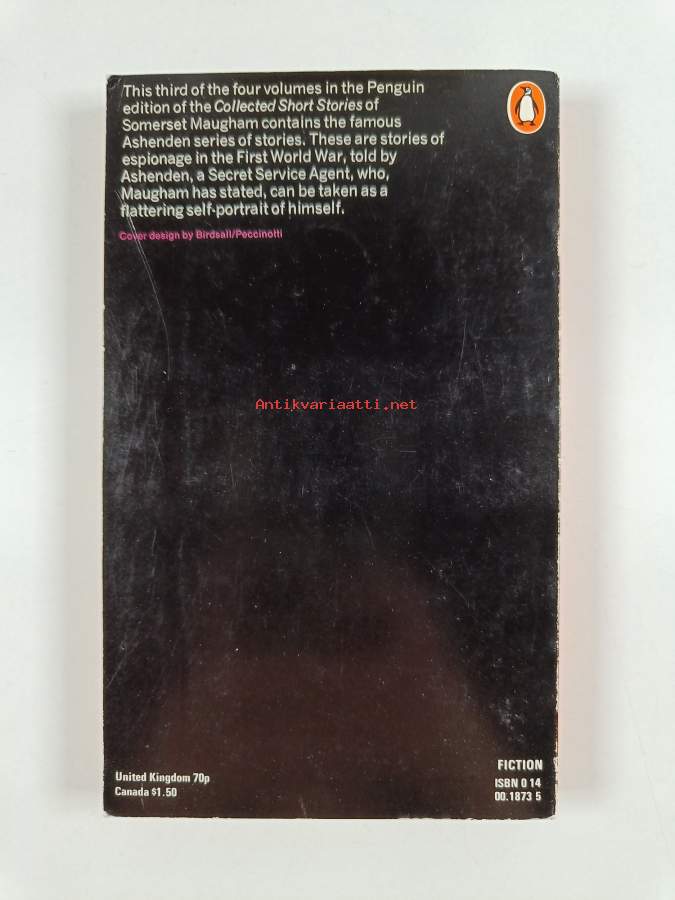 This third of the four volumes in the Penguin
edition of the Collected Short Stories of
Somerset Maugham contains the famous
Ashenden series of stories. These are stories of
espionage in the First World War, told by
Ashenden, a Secret Service Agent, who,
Maugham has stated, can be taken as a
flattering self-portrait of himself.
Cover design by Birdsall/Peccinotti
Antikvariaatti.net
United Kingdom 70p
Canada $1.50
FICTION
ISBN 0 14
00.1873 5